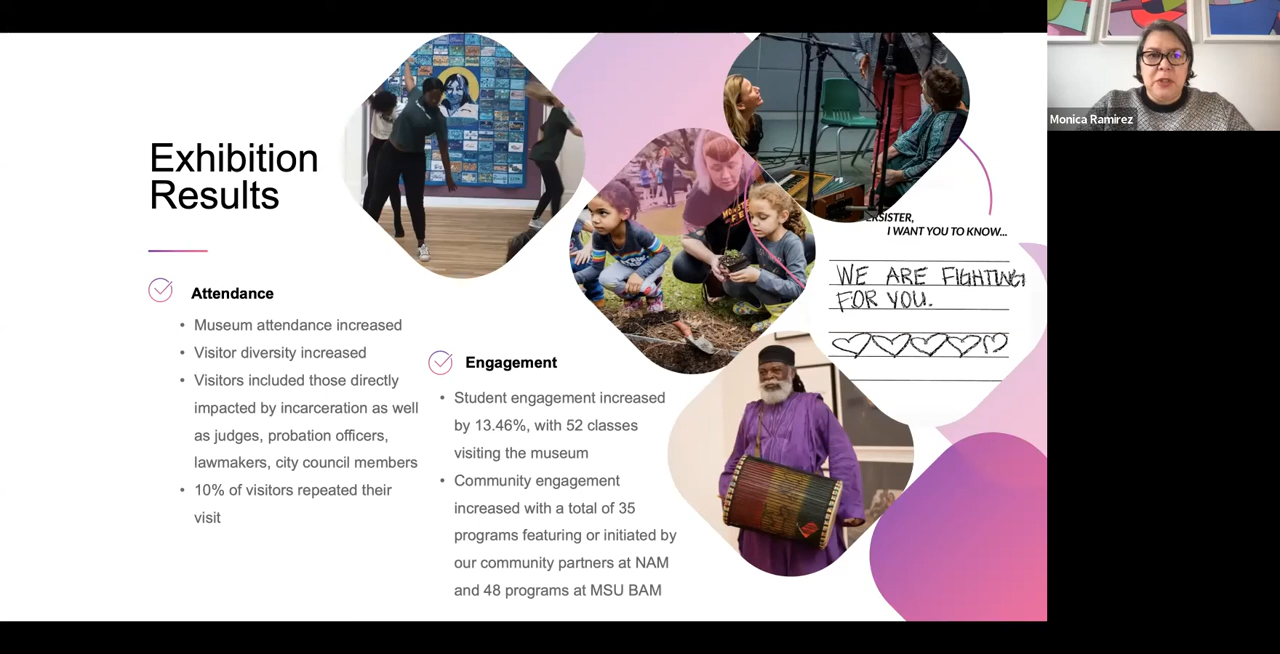 Exhibition
Results
Attendance
• Museum attendance increased
• Visitor diversity increased
• Visitors included those directly
impacted by incarceration as well
as judges, probation officers,
lawmakers, city council members
• 10% of visitors repeated their
visit
Engagement
• Student engagement increased
by 13.46%, with 52 classes
visiting the museum
• Community engagement
increased with a total of 35
programs featuring or initiated by
our community partners at NAM
and 48 programs at MSU BAM
I WANT YOU TO KNOW...
WE ARE FIGHTING
FOR YOU.
Monica Ramirez